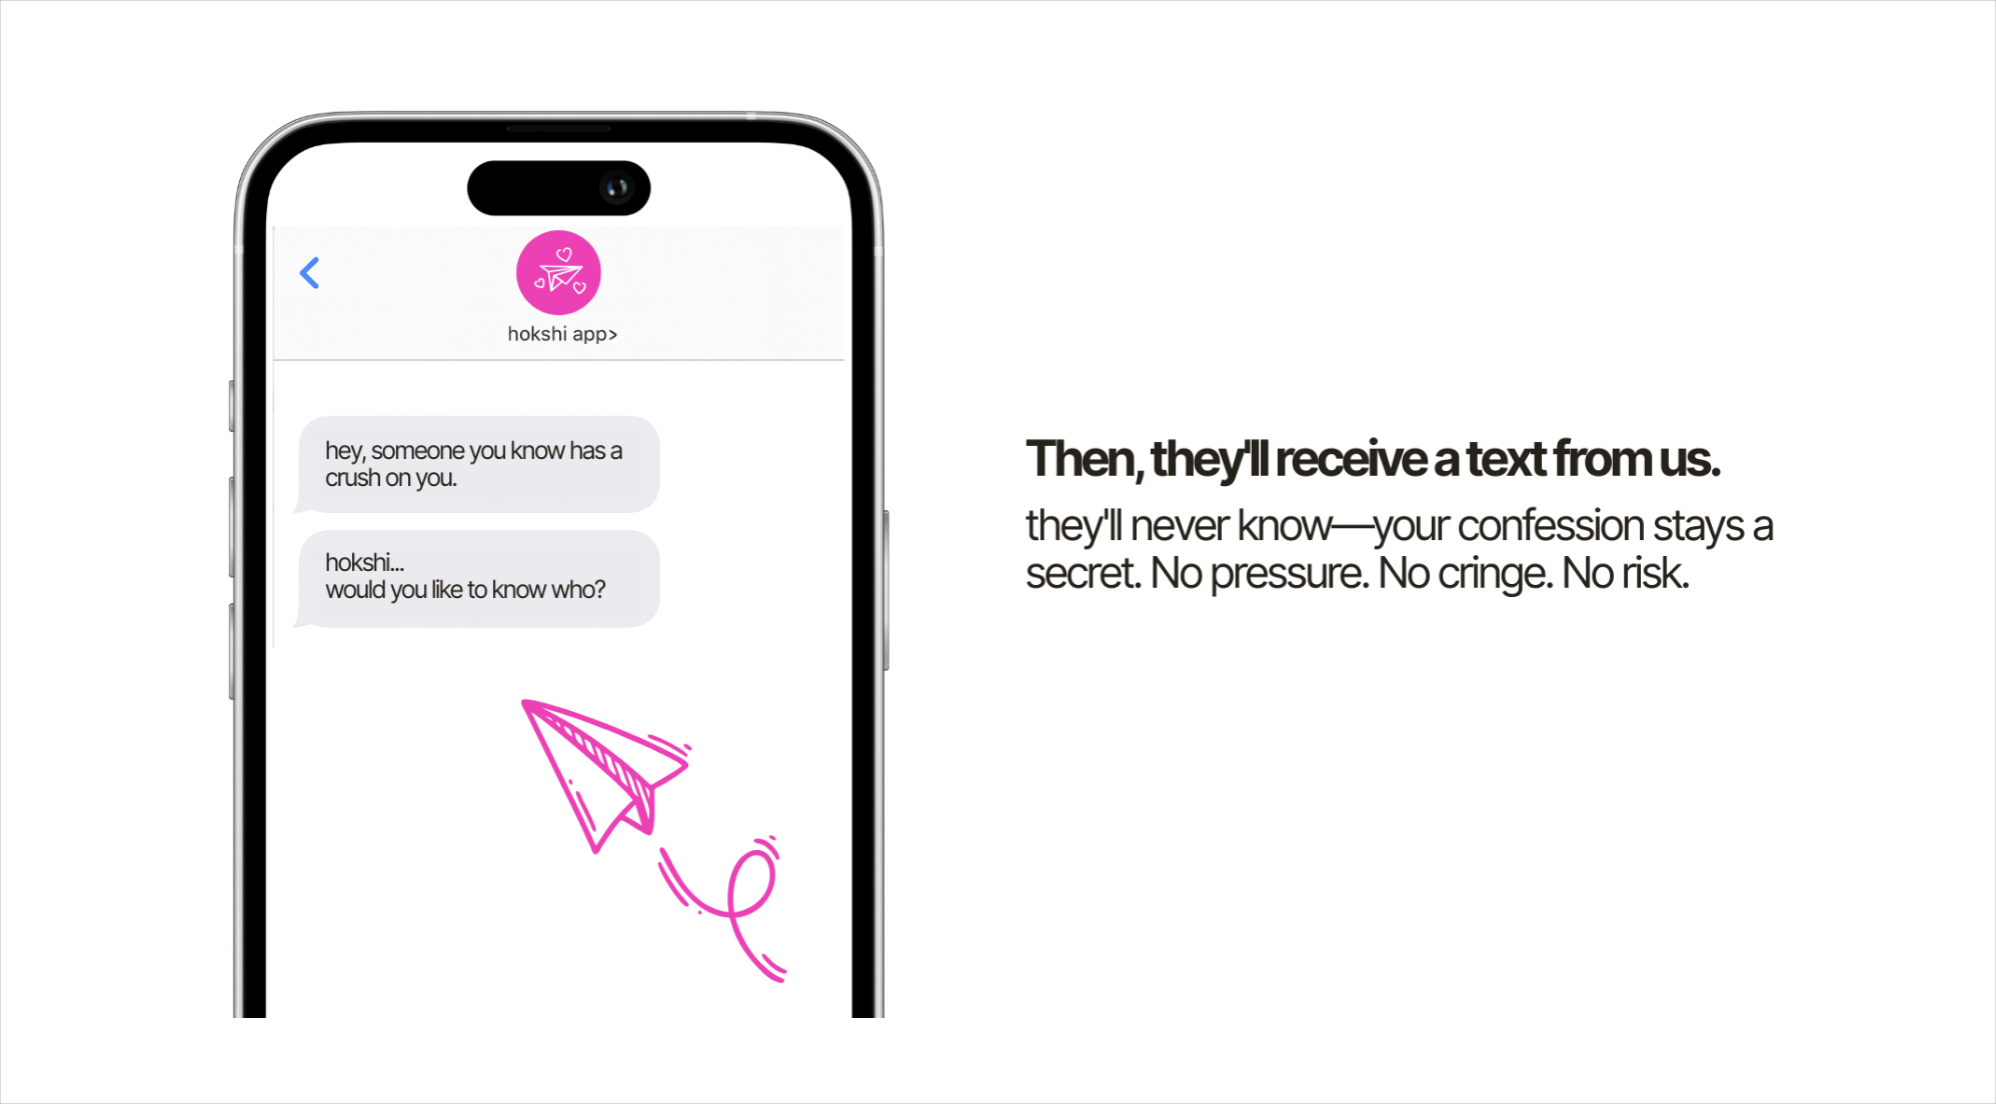 hokshi app>
hey, someone you know has a
crush on you.
hokshi...
would you like to know who?
Then, they'll receive a text from us.
they'll never know—your confession stays a
secret. No pressure. No cringe. No risk.